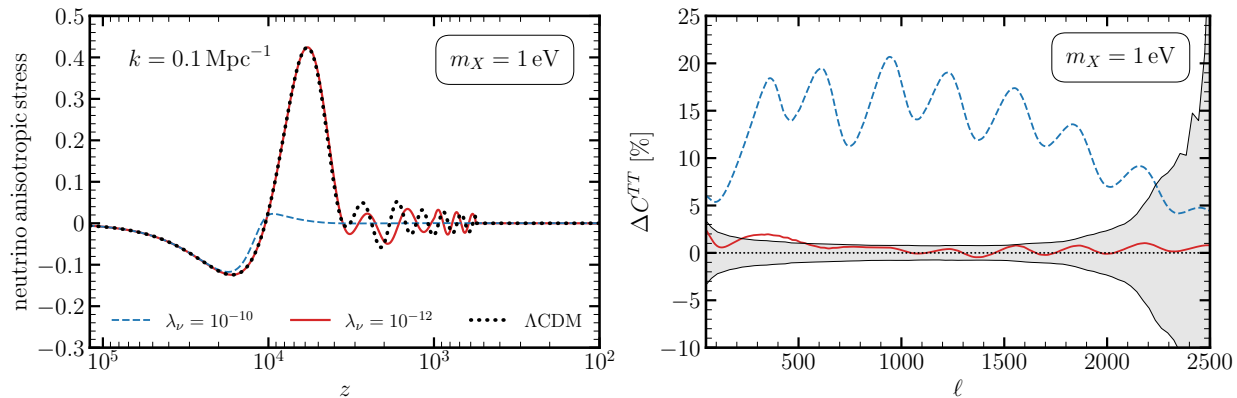 neutrino anisotropic stress
0.5
0.4
0.3
0.2
0.1
0
−0.1
−0.2
−0.3
k = 0.1 Mpc⁻¹
m_X = 1 eV
λ_ν = 10⁻¹⁰
λ_ν = 10⁻¹²
ΛCDM
10⁵
10⁴
10³
10²
z
ΔC^{TT} [%]
25
20
15
10
5
0
−5
−10
m_X = 1 eV
500
1000
1500
2000
2500
ℓ